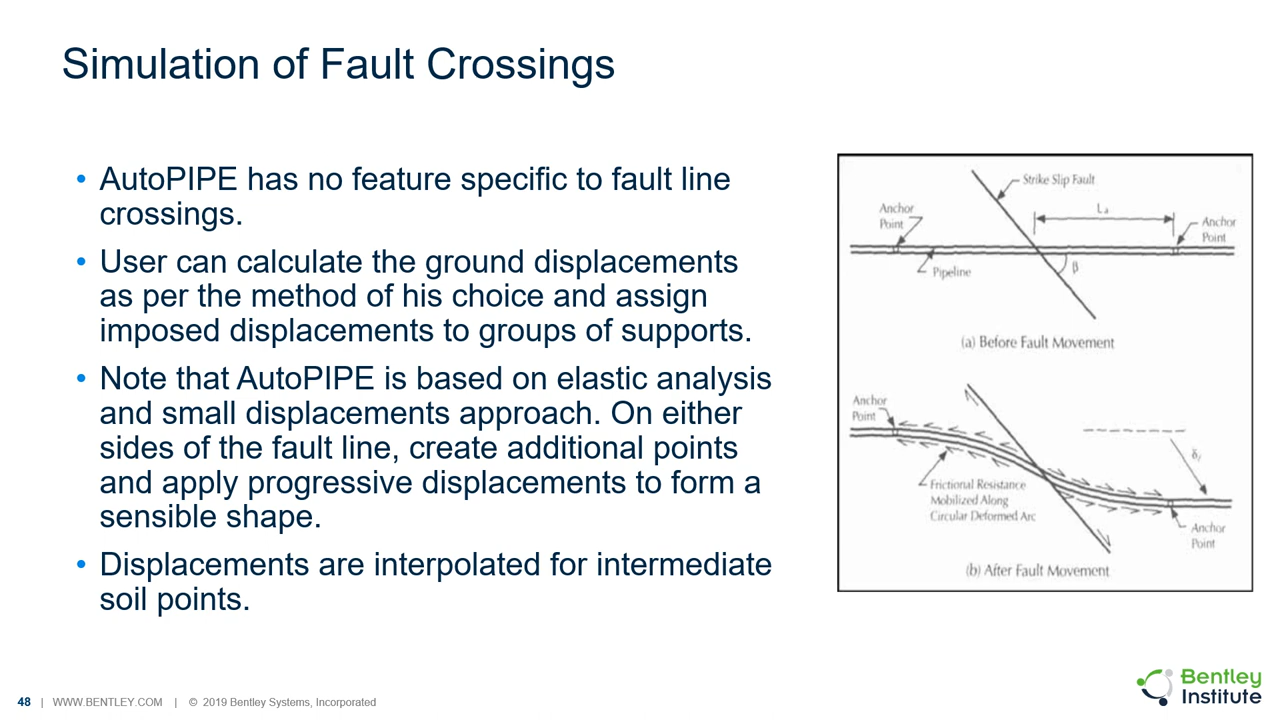 Simulation of Fault Crossings
• AutoPIPE has no feature specific to fault line
crossings.
• User can calculate the ground displacements
as per the method of his choice and assign
imposed displacements to groups of supports.
• Note that AutoPIPE is based on elastic analysis
and small displacements approach. On either
sides of the fault line, create additional points
and apply progressive displacements to form a
sensible shape.
• Displacements are interpolated for intermediate
soil points.
Strike Slip Fault
Anchor
Point
Anchor
Point
Pipeline
β
(a) Before Fault Movement
Anchor
Point
Frictional Resistance
Mobilized Along
Circular Deformed Arc
Anchor
Point
(b) After Fault Movement
48 | WWW.BENTLEY.COM | © 2019 Bentley Systems, Incorporated
Bentley
Institute